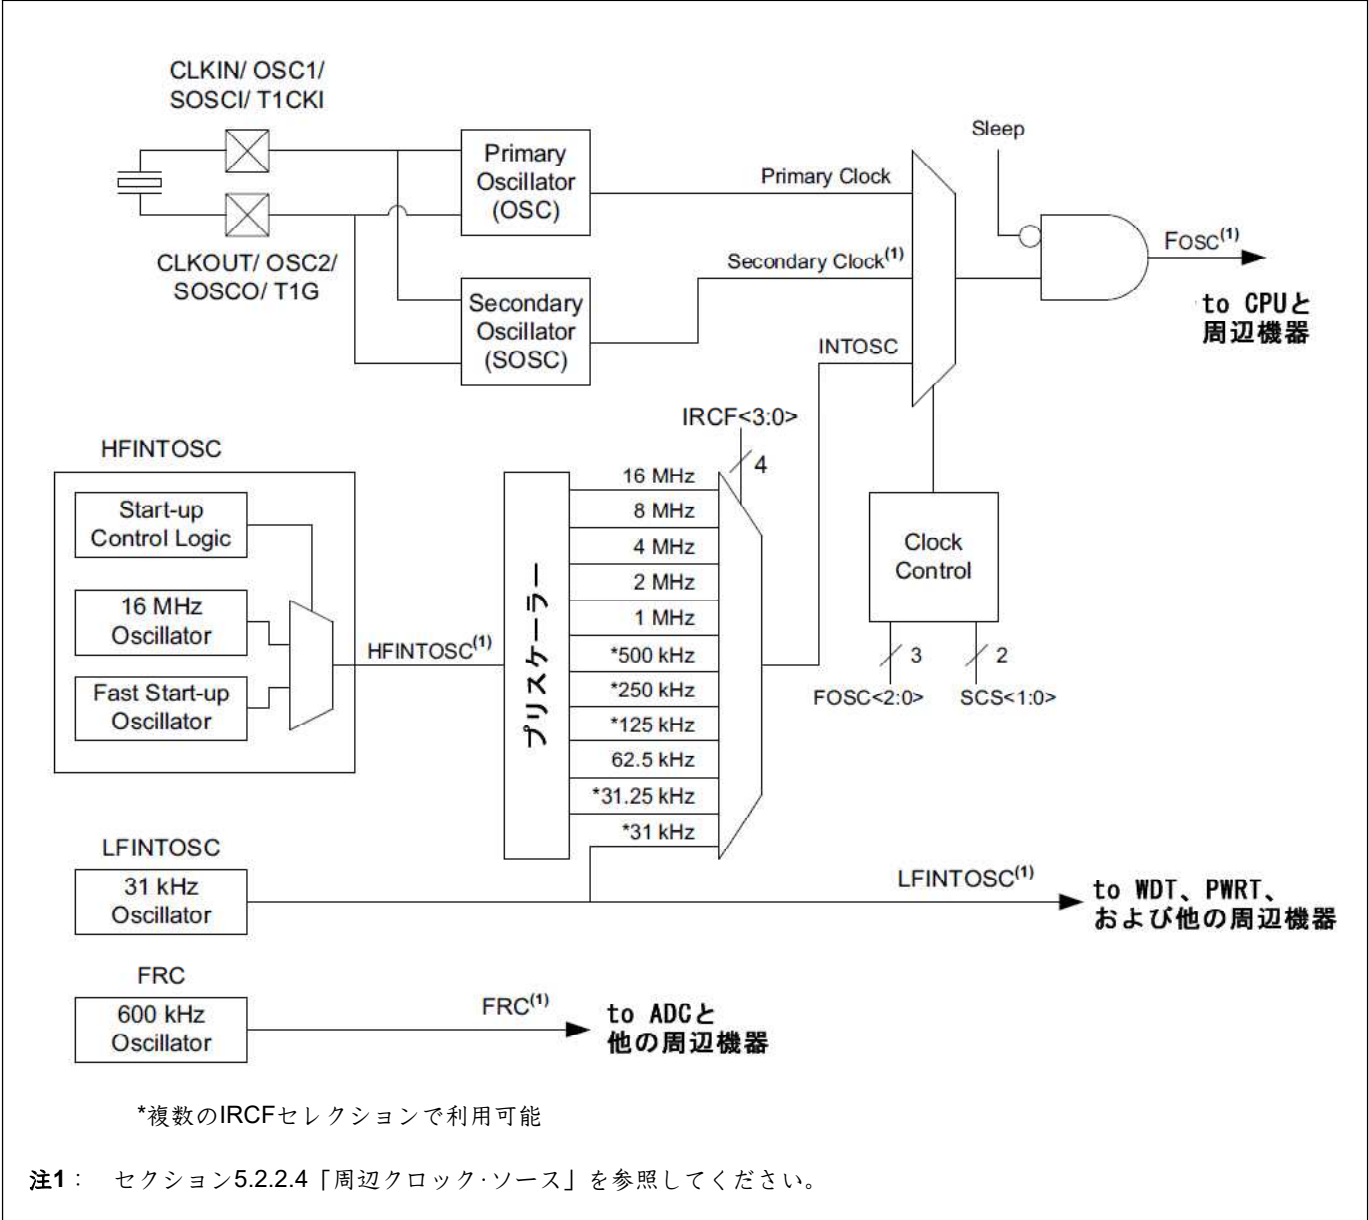 CLKIN/ OSC1/
SOSCI/ T1CKI
CLKOUT/ OSC2/
SOSCO/ T1G
Primary
Oscillator
(OSC)
Secondary
Oscillator
(SOSC)
Primary Clock
Secondary Clock(1)
INTOSC
Sleep
FOSC(1)
to CPUと
周辺機器
IRCF<3:0>
4
HFINTOSC
Start-up
Control Logic
16 MHz
Oscillator
Fast Start-up
Oscillator
HFINTOSC(1)
プリスケーラー
16 MHz
8 MHz
4 MHz
2 MHz
1 MHz
*500 kHz
*250 kHz
*125 kHz
62.5 kHz
*31.25 kHz
*31 kHz
Clock
Control
3
2
FOSC<2:0>
SCS<1:0>
LFINTOSC
31 kHz
Oscillator
LFINTOSC(1)
to WDT、PWRT、
および他の周辺機器
FRC
600 kHz
Oscillator
FRC(1)
to ADCと
他の周辺機器
*複数のIRCFセレクションで利用可能
注1： セクション5.2.2.4「周辺クロック･ソース」を参照してください。